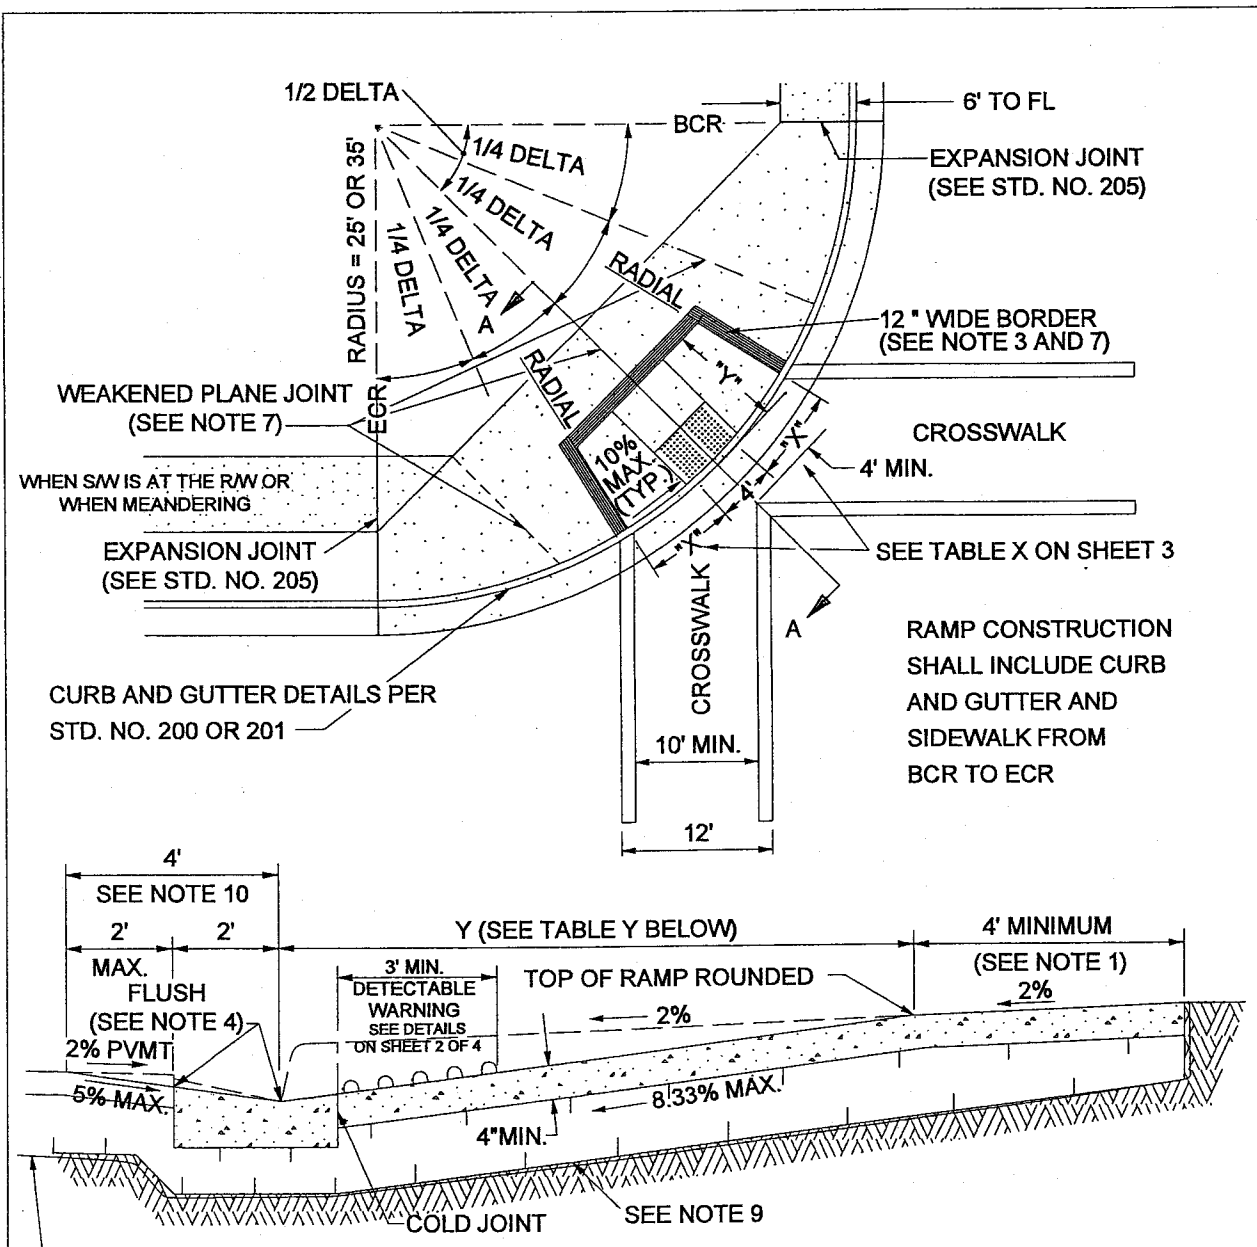 1/2 DELTA
BCR
6' TO FL
1/4 DELTA
1/4 DELTA
1/4 DELTA
1/4 DELTA
RADIUS = 25' OR 35'
EXPANSION JOINT
(SEE STD. NO. 205)
RADIAL
A
12 " WIDE BORDER
(SEE NOTE 3 AND 7)
RADIAL
"Y"
WEAKENED PLANE JOINT
(SEE NOTE 7)
ECR
10%
MAX.
(TYP.)
"X"
CROSSWALK
4' MIN.
4'
WHEN S/W IS AT THE R/W OR
WHEN MEANDERING
EXPANSION JOINT
(SEE STD. NO. 205)
"X"
SEE TABLE X ON SHEET 3
CROSSWALK
A
RAMP CONSTRUCTION
SHALL INCLUDE CURB
AND GUTTER AND
SIDEWALK FROM
BCR TO ECR
CURB AND GUTTER DETAILS PER
STD. NO. 200 OR 201
10' MIN.
12'
4'
SEE NOTE 10
2'
MAX.
2'
Y (SEE TABLE Y BELOW)
4' MINIMUM
(SEE NOTE 1)
FLUSH
(SEE NOTE 4)
3' MIN.
DETECTABLE
WARNING
SEE DETAILS
ON SHEET 2 OF 4
TOP OF RAMP ROUNDED
2%
2%
2% PVMT
5% MAX.
8.33% MAX.
4"MIN.
COLD JOINT
SEE NOTE 9